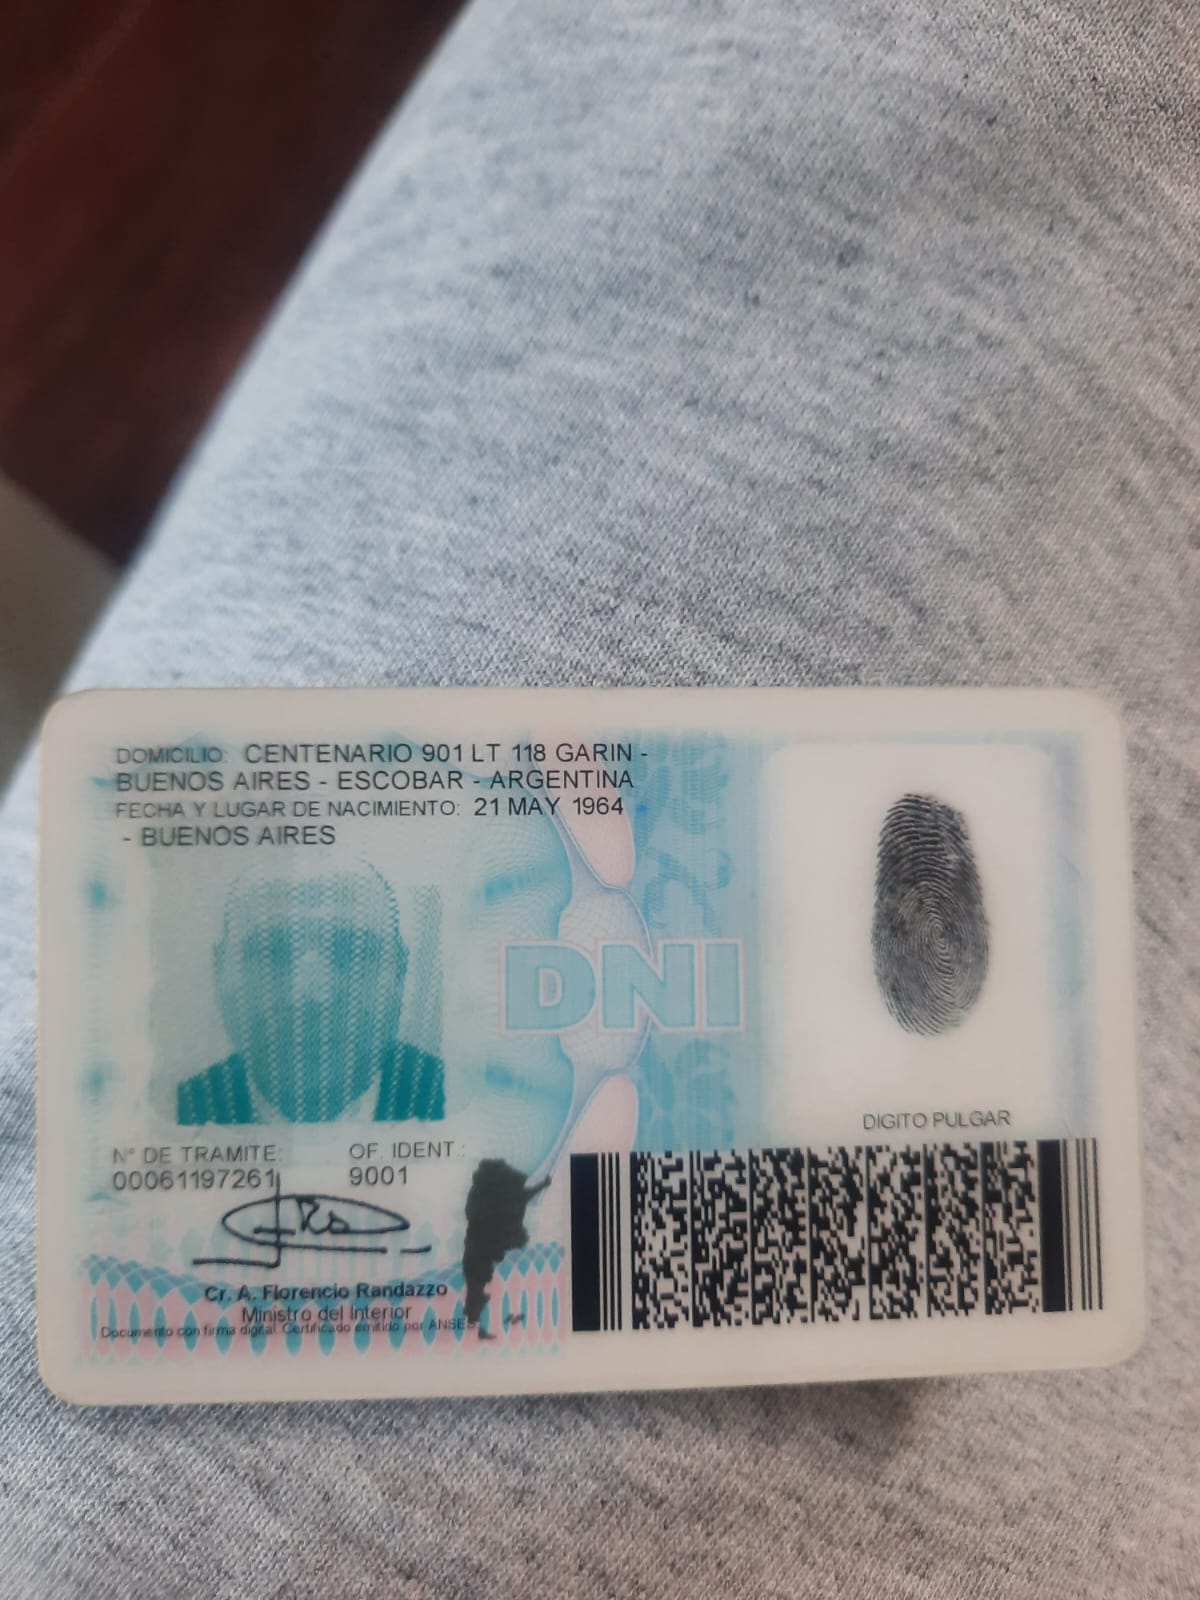 DOMICILIO: CENTENARIO 901 LT 118 GARIN -
BUENOS AIRES - ESCOBAR - ARGENTINA
FECHA Y LUGAR DE NACIMIENTO: 21 MAY 1964
- BUENOS AIRES
DNI
DIGITO PULGAR
N° DE TRAMITE: OF. IDENT.:
00061197261 9001
Cr. A. Florencio Randazzo
Ministro del Interior
Documento con firma digital. Certificado emitido por ANSES